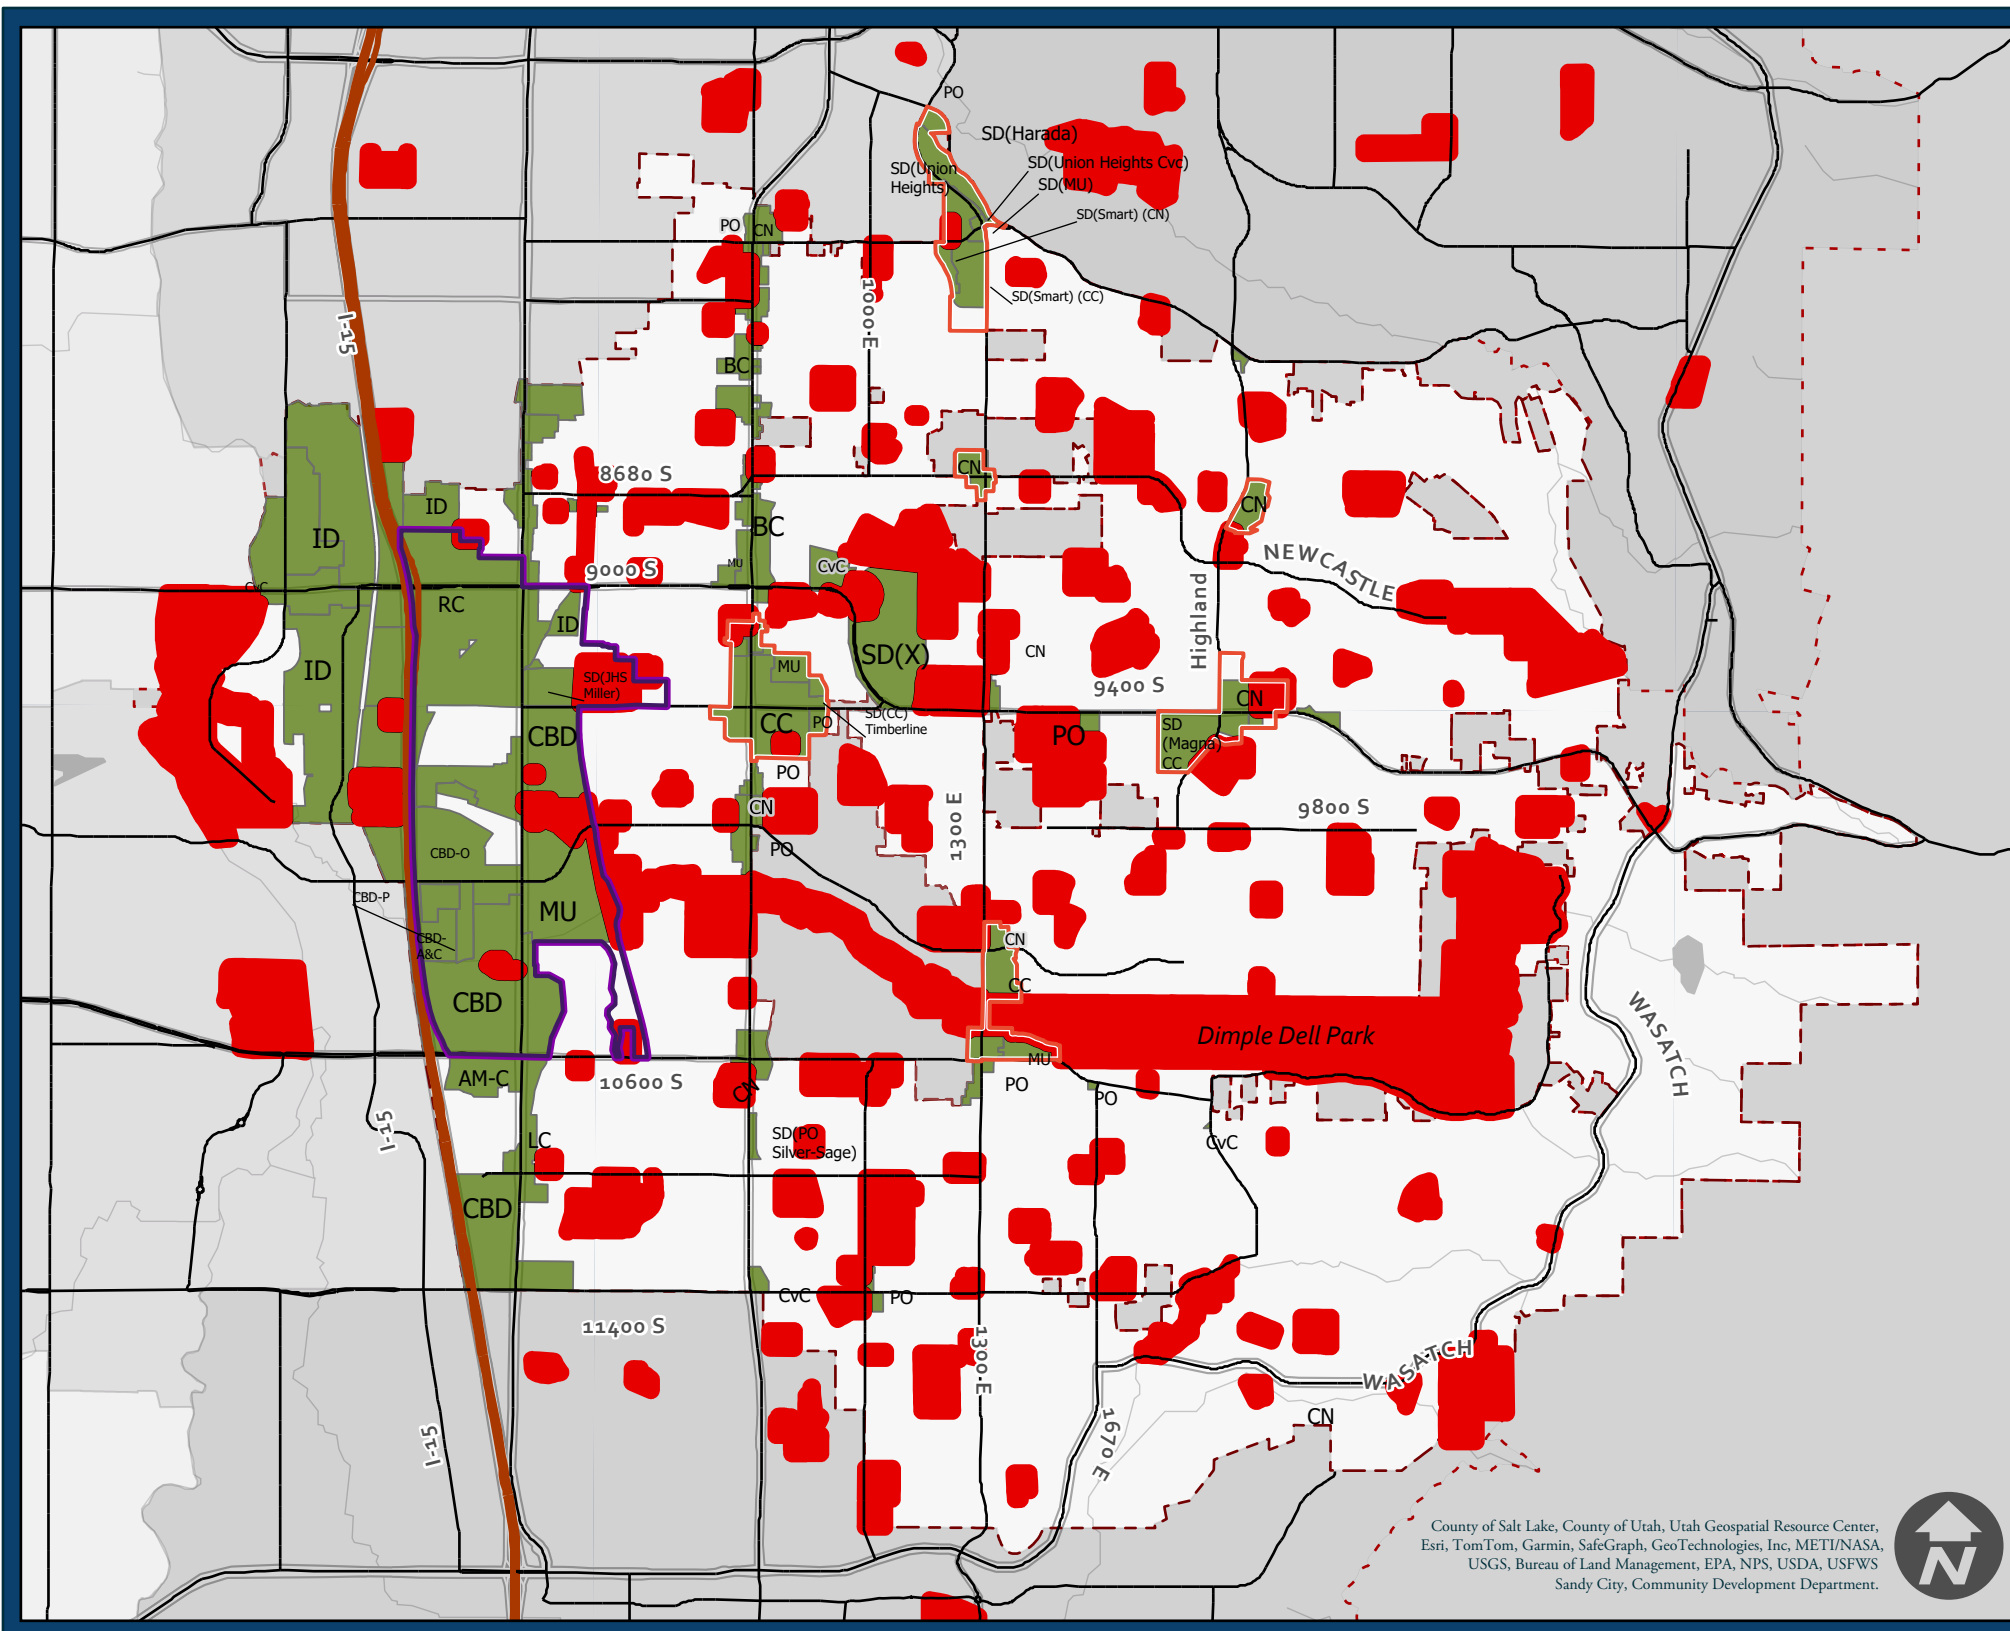 PO
SD(Harada)
SD(Union
Heights)
SD(Union Heights Cvc)
SD(MU)
SD(Smart) (CN)
PO
CN
SD(Smart) (CC)
I-15
1000 E
BC
8680 S
CN
ID
ID
BC
CN
NEWCASTLE
MU
CvC
9000 S
CvC
RC
ID
Highland
SD(X)
CN
ID
MU
SD(JHS
Miller)
9400 S
CN
CBD
CC
PO
SD(CC)
Timberline
PO
SD
(Magna)
CC
PO
CN
1300 E
9800 S
CBD-O
PO
CBD-P
MU
CBD-
A&C
CN
CC
CBD
Dimple Dell Park
WASATCH
MU
AM-C
10600 S
CN
PO
PO
I-15
LC
SD(PO
Silver-Sage)
CvC
CBD
CvC
PO
11400 S
1300 E
WASATCH
CN
I-15
1670 E
County of Salt Lake, County of Utah, Utah Geospatial Resource Center,
Esri, TomTom, Garmin, SafeGraph, GeoTechnologies, Inc, METI/NASA,
USGS, Bureau of Land Management, EPA, NPS, USDA, USFWS
Sandy City, Community Development Department.
N